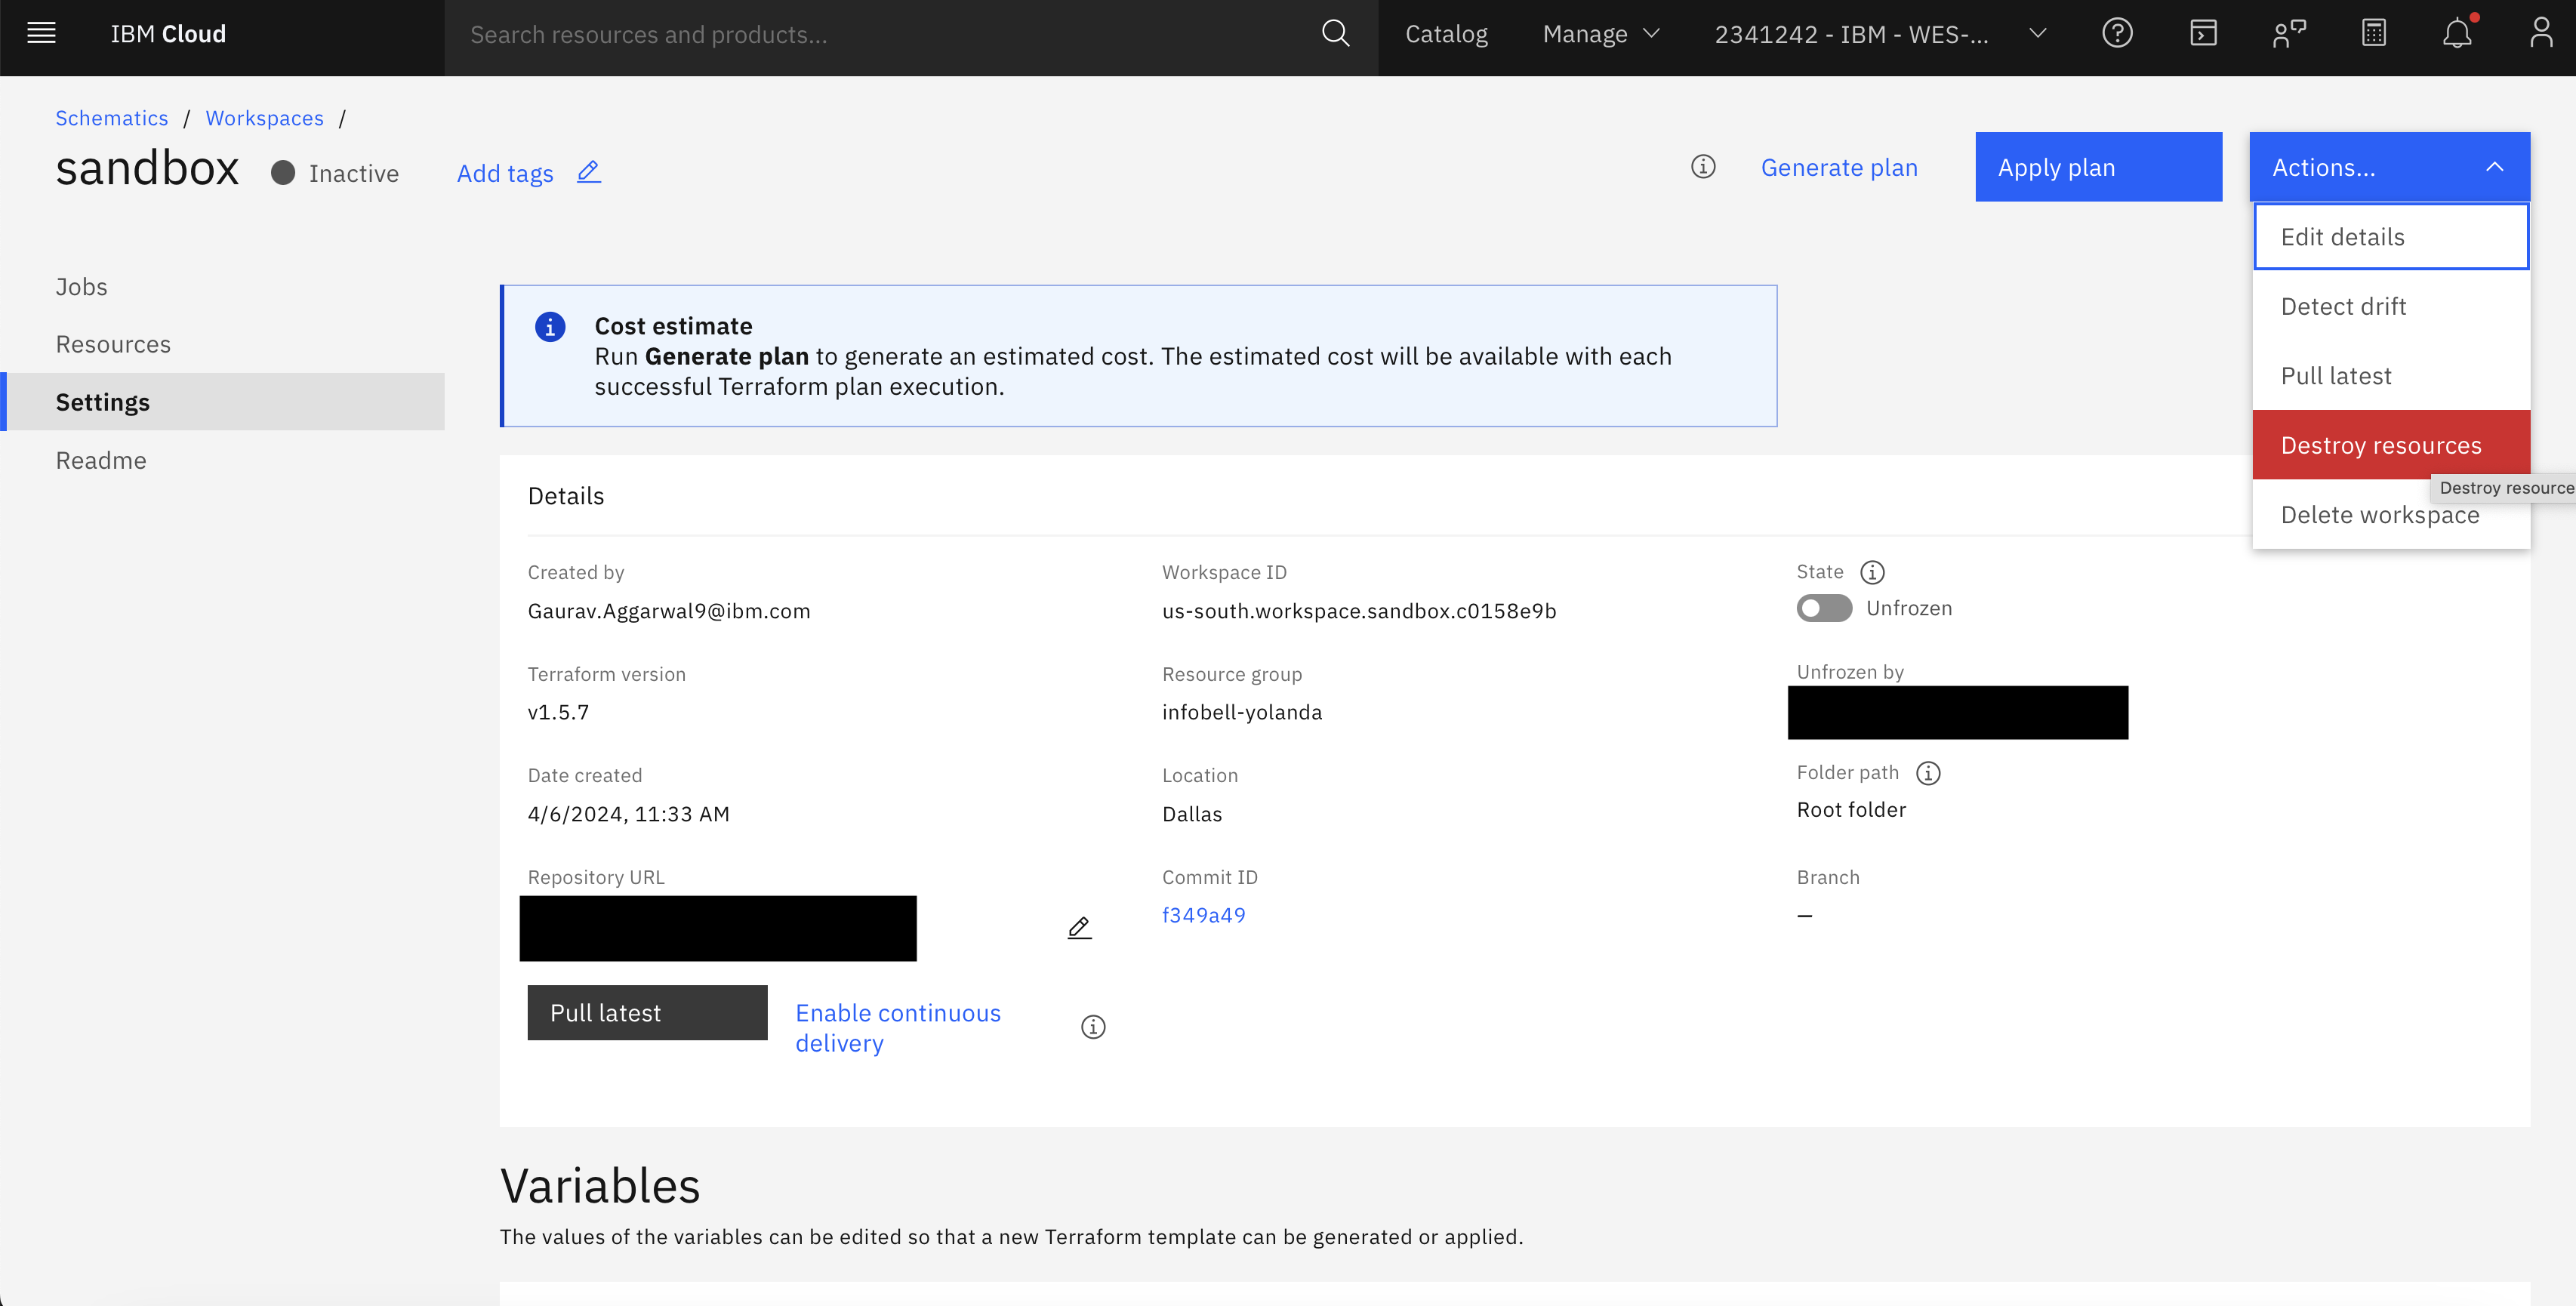 IBM Cloud
Search resources and products...
Catalog
Manage
2341242 - IBM - WES-...
Schematics / Workspaces /
sandbox
Inactive
Add tags
Generate plan
Apply plan
Actions...
Edit details
Detect drift
Pull latest
Destroy resources
Destroy resource
Delete workspace
Jobs
Resources
Settings
Readme
Cost estimate
Run Generate plan to generate an estimated cost. The estimated cost will be available with each
successful Terraform plan execution.
Details
Created by
Gaurav.Aggarwal9@ibm.com
Workspace ID
us-south.workspace.sandbox.c0158e9b
State
Unfrozen
Terraform version
v1.5.7
Resource group
infobell-yolanda
Unfrozen by
Date created
4/6/2024, 11:33 AM
Location
Dallas
Folder path
Root folder
Repository URL
Commit ID
f349a49
Branch
–
Pull latest
Enable continuous
delivery
Variables
The values of the variables can be edited so that a new Terraform template can be generated or applied.